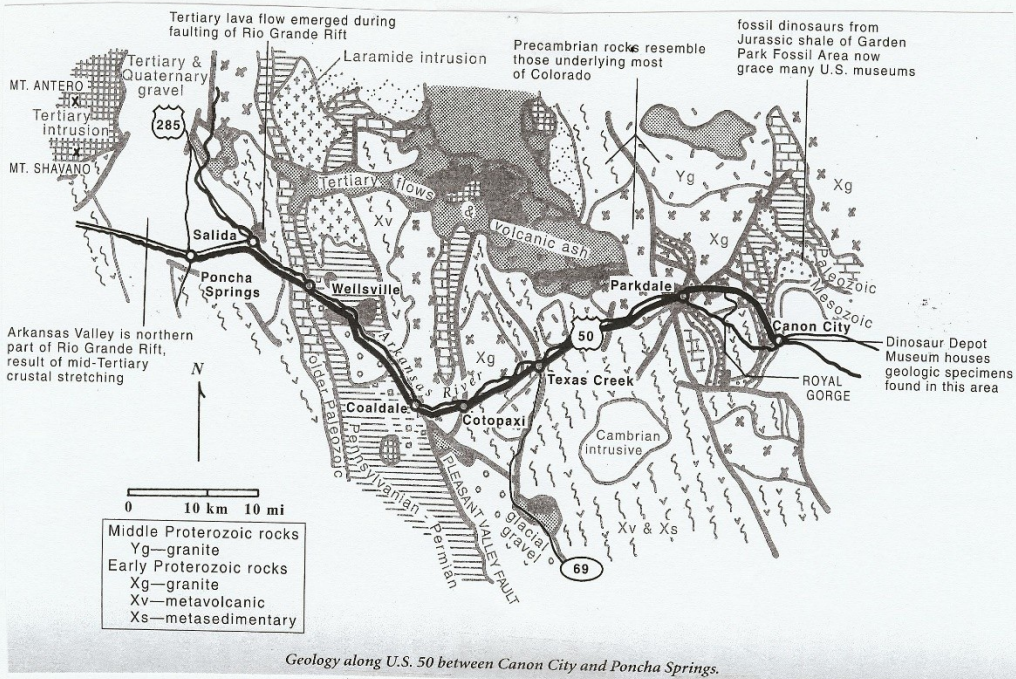 Tertiary lava flow emerged during
faulting of Rio Grande Rift
fossil dinosaurs from
Jurassic shale of Garden
Park Fossil Area now
grace many U.S. museums
Precambrian rocks resemble
those underlying most
of Colorado
Laramide intrusion
Tertiary &
Quaternary
gravel
MT. ANTERO
x
Tertiary
intrusion
x
MT. SHAVANO
285
Tertiary flows
&
volcanic ash
Xv
Yg
Xg
Xg
Paleozoic
Mesozoic
Salida
Poncha
Springs
Wellsville
Parkdale
Canon City
50
Arkansas River
Xg
Texas Creek
Coaldale
Cotopaxi
ROYAL
GORGE
Dinosaur Depot
Museum houses
geologic specimens
found in this area
Arkansas Valley is northern
part of Rio Grande Rift,
result of mid-Tertiary
crustal stretching
N
older Paleozoic
Pennsylvanian - Permian
PLEASANT VALLEY FAULT
glacial
gravel
Cambrian
intrusive
Xv & Xs
69
0 10 km 10 mi
Middle Proterozoic rocks
Yg—granite
Early Proterozoic rocks
Xg—granite
Xv—metavolcanic
Xs—metasedimentary
Geology along U.S. 50 between Canon City and Poncha Springs.